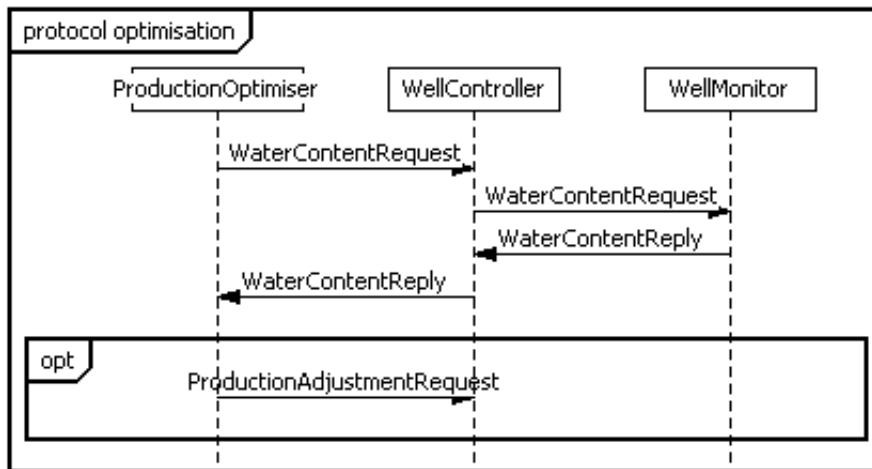 protocol optimisation
ProductionOptimiser
WellController
WellMonitor
WaterContentRequest
WaterContentRequest
WaterContentReply
WaterContentReply
opt
ProductionAdjustmentRequest